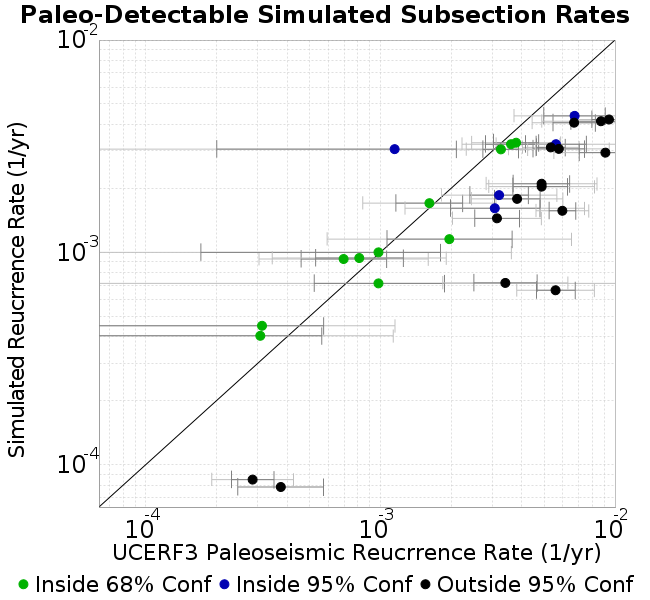 Paleo-Detectable Simulated Subsection Rates
10-2
10-3
10-4
Simulated Reucrrence Rate (1/yr)
10-4 10-3 10-2
UCERF3 Paleoseismic Reucrrence Rate (1/yr)
Inside 68% Conf Inside 95% Conf Outside 95% Conf